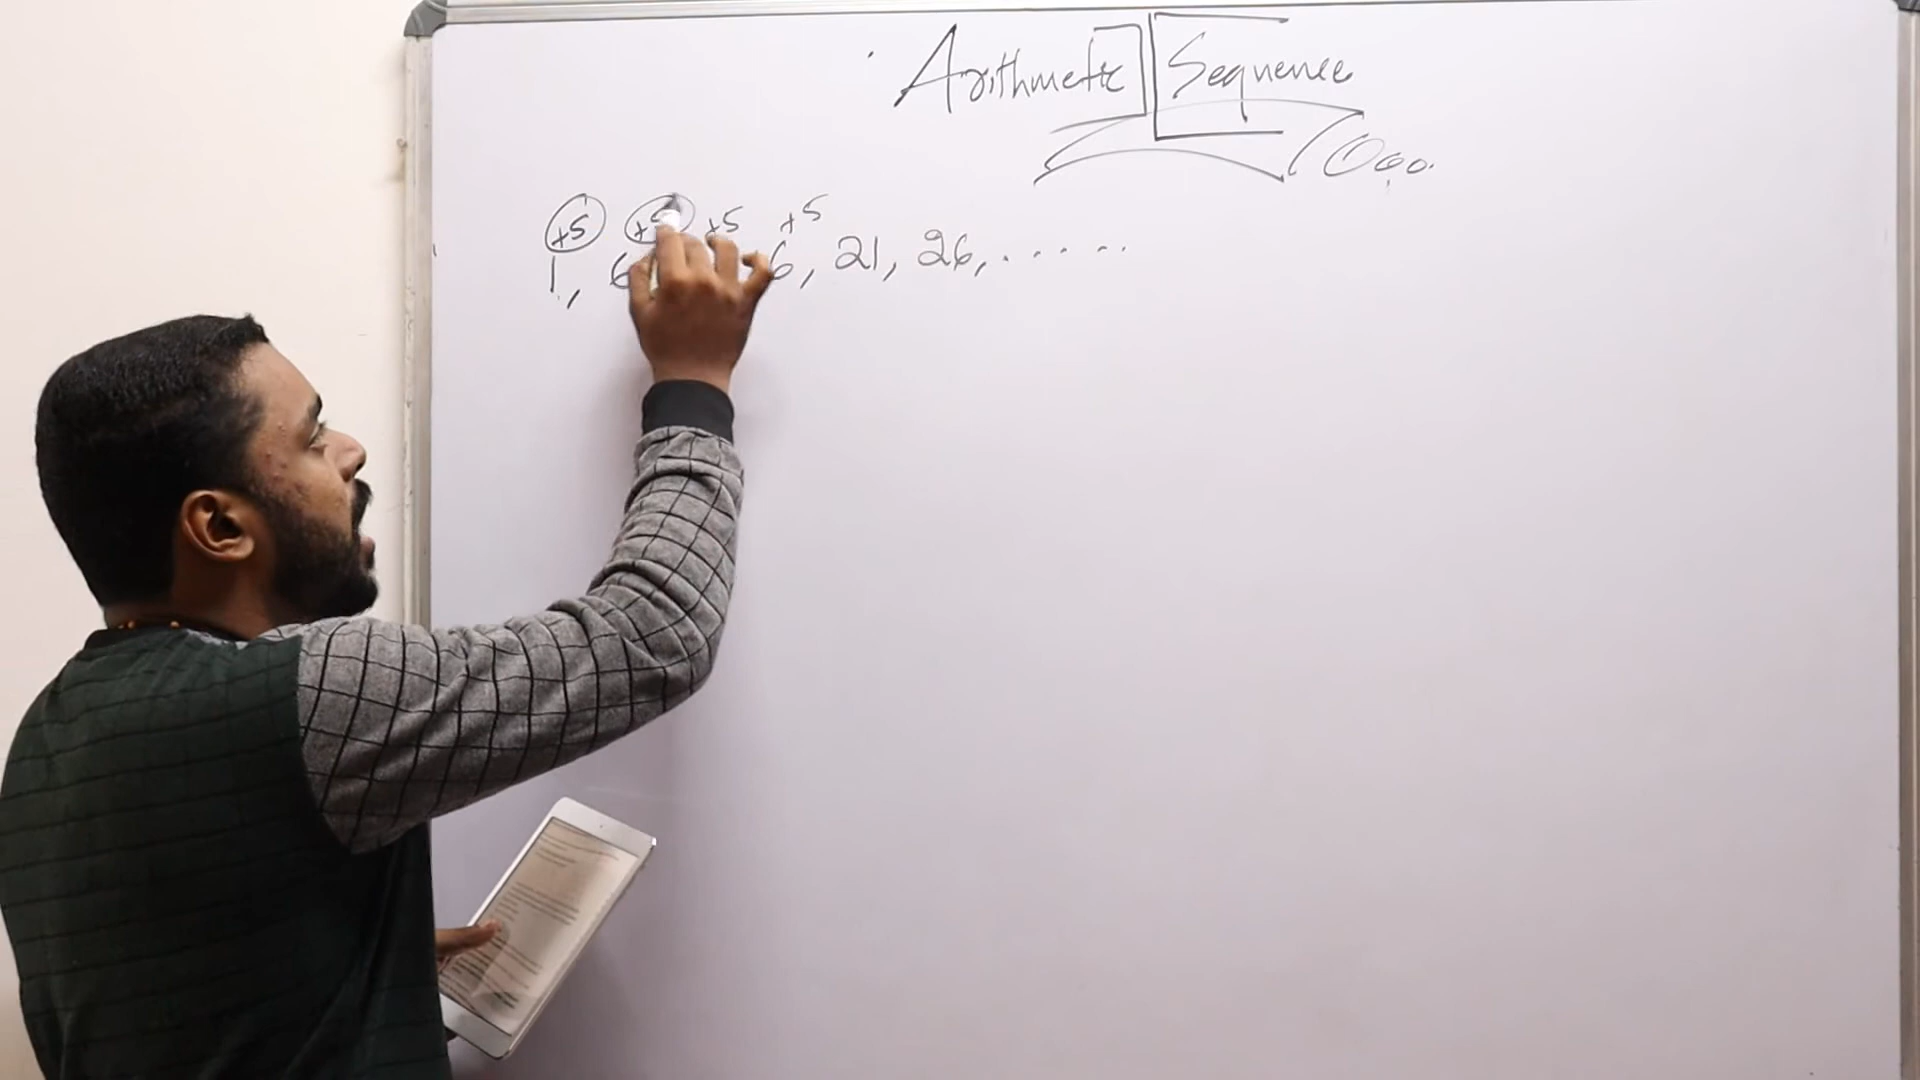 Arithmetic Sequence
+5 +5 +5 +5
1, 6 6, 21, 26, .....